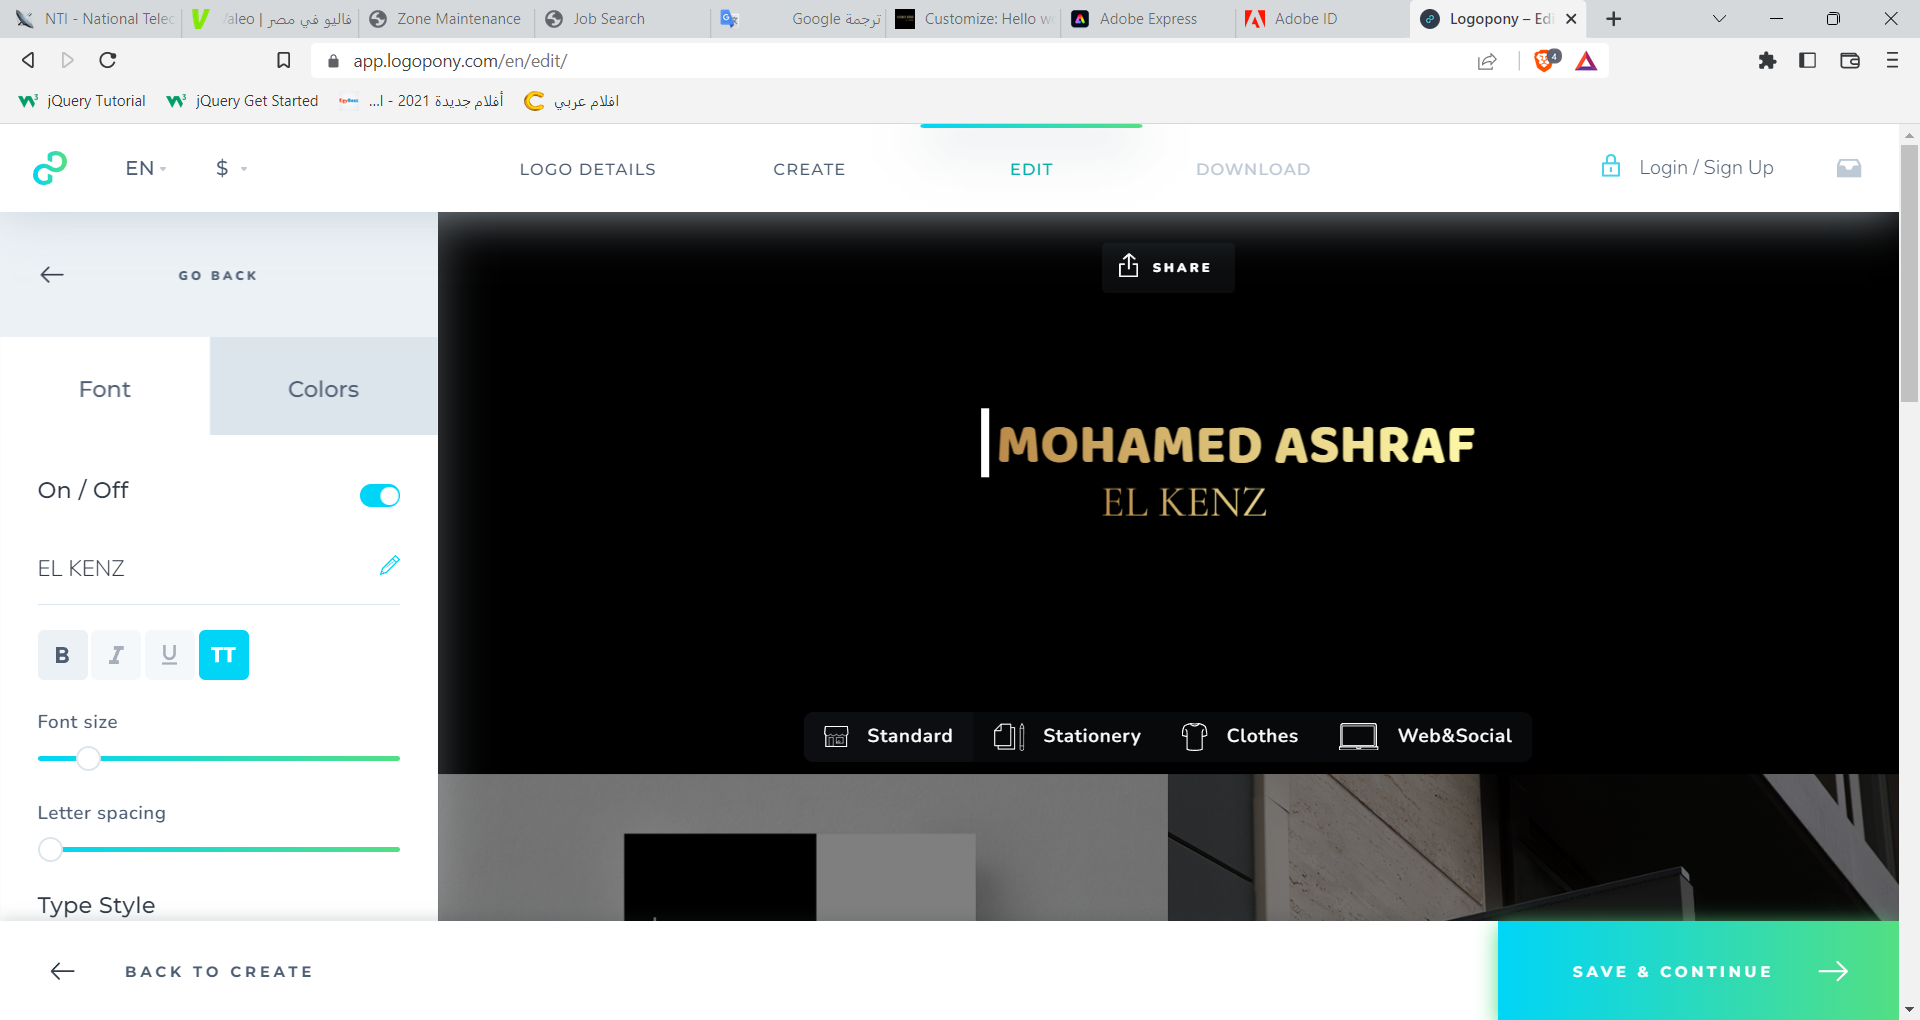 NTI - National Telec
Valeo | فاليو في مصر
Zone Maintenance
Job Search
ترجمة Google
Customize: Hello w
Adobe Express
Adobe ID
Logopony – Edi
app.logopony.com/en/edit/
4
jQuery Tutorial
jQuery Get Started
أفلام جديدة 2021 - ا...
افلام عربي
EN
$
LOGO DETAILS
CREATE
EDIT
DOWNLOAD
Login / Sign Up
GO BACK
SHARE
Font
Colors
On / Off
EL KENZ
B I U TT
Font size
Letter spacing
Type Style
MOHAMED ASHRAF
EL KENZ
Standard
Stationery
Clothes
Web&Social
BACK TO CREATE
SAVE & CONTINUE